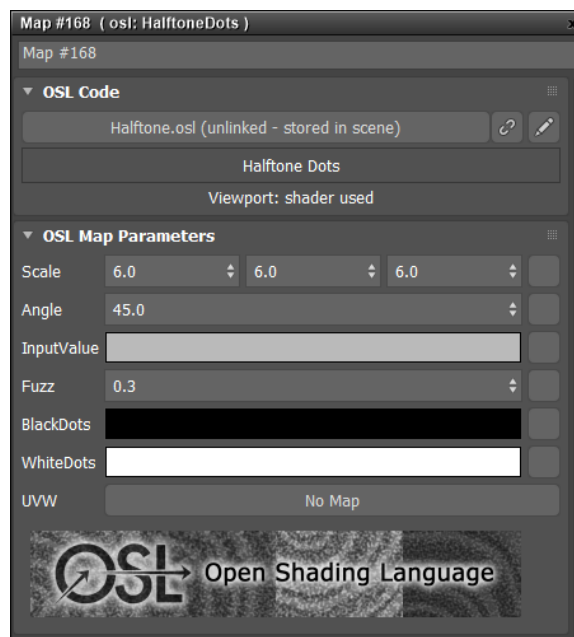 Map #168 ( osl: HalftoneDots )
Map #168
OSL Code
Halftone.osl (unlinked - stored in scene)
Halftone Dots
Viewport: shader used
OSL Map Parameters
Scale 6.0 6.0 6.0
Angle 45.0
InputValue
Fuzz 0.3
BlackDots
WhiteDots
UVW No Map
OSL Open Shading Language